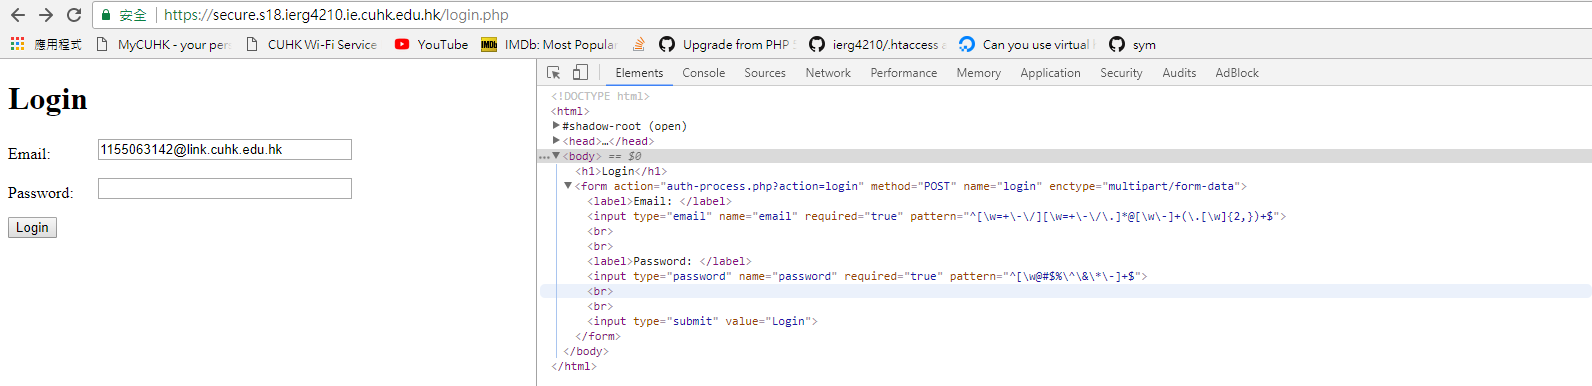 安全 https://secure.s18.ierg4210.ie.cuhk.edu.hk/login.php
應用程式 MyCUHK - your per CUHK Wi-Fi Service YouTube IMDb IMDb: Most Popular Upgrade from PHP 5 ierg4210/.htaccess a Can you use virtual h sym
Elements Console Sources Network Performance Memory Application Security Audits AdBlock
Login
Email: 1155063142@link.cuhk.edu.hk
Password:
Login
<!DOCTYPE html>
<html>
#shadow-root (open)
<head>…</head>
<body> == $0
<h1>Login</h1>
<form action="auth-process.php?action=login" method="POST" name="login" enctype="multipart/form-data">
<label>Email: </label>
<input type="email" name="email" required="true" pattern="^[\w=+\-\/][\w=+\-\/\.]*@[\w\-]+(\.[\w]{2,})+$">
<br>
<br>
<label>Password: </label>
<input type="password" name="password" required="true" pattern="^[\w@#$%\^\&\*\-]+$">
<br>
<br>
<input type="submit" value="Login">
</form>
</body>
</html>